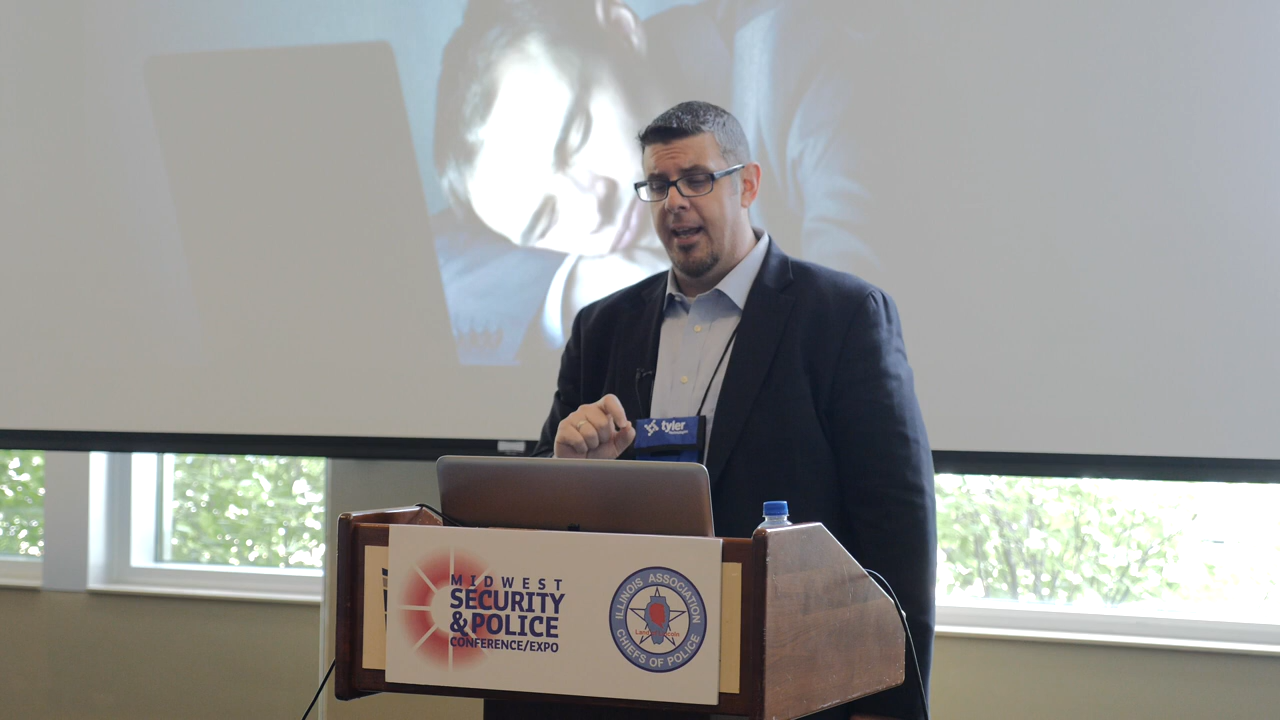 tyler
MIDWEST
SECURITY
&POLICE
CONFERENCE/EXPO
ILLINOIS ASSOCIATION
CHIEFS OF POLICE